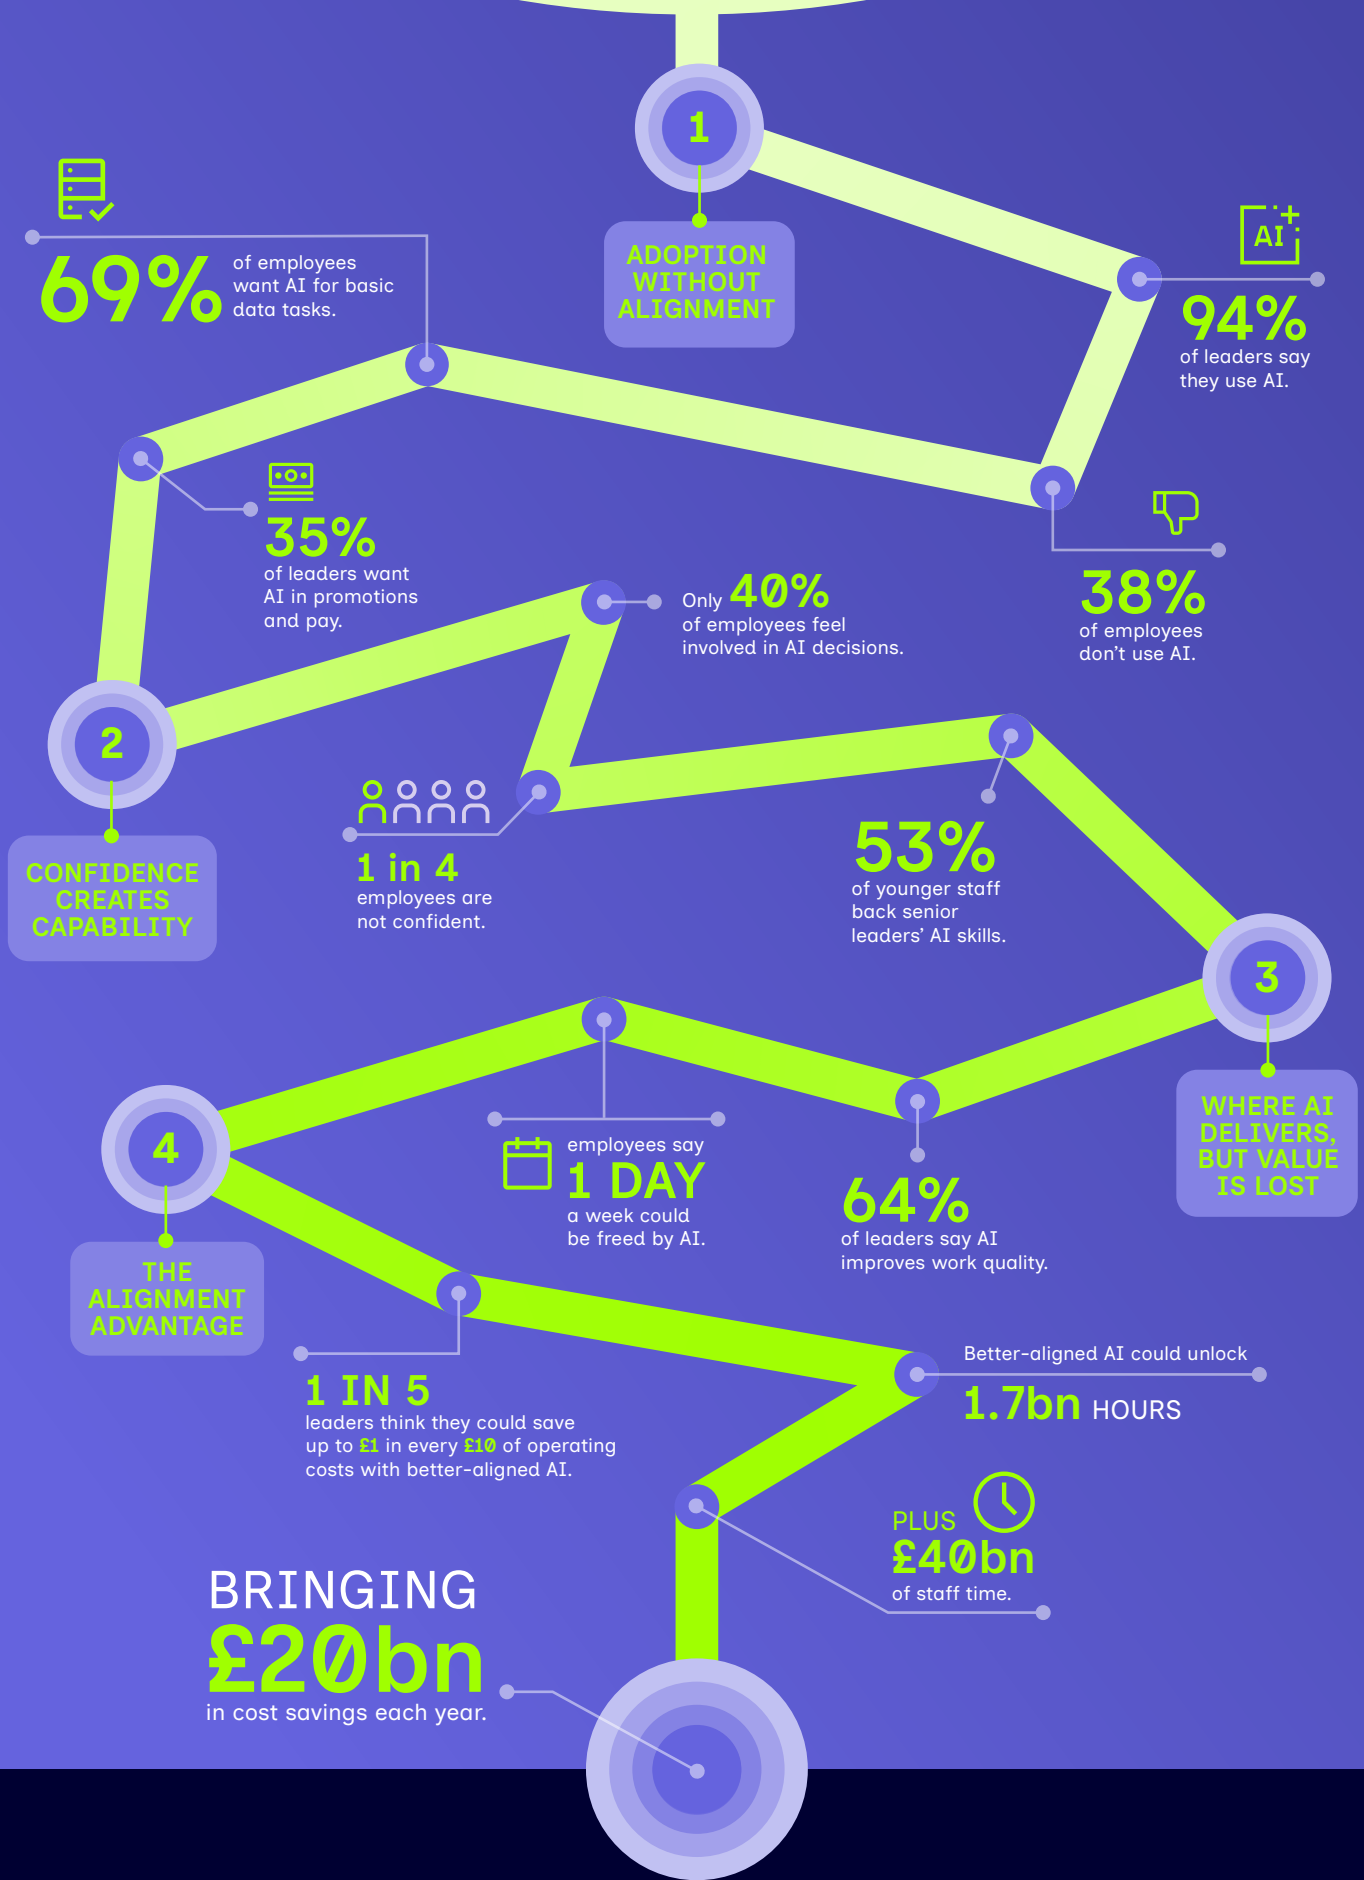 1
ADOPTION
WITHOUT
ALIGNMENT
AI
94%
of leaders say
they use AI.
38%
of employees
don’t use AI.
69%
of employees
want AI for basic
data tasks.
35%
of leaders want
AI in promotions
and pay.
2
CONFIDENCE
CREATES
CAPABILITY
Only 40%
of employees feel
involved in AI decisions.
1 in 4
employees are
not confident.
53%
of younger staff
back senior
leaders’ AI skills.
3
WHERE AI
DELIVERS,
BUT VALUE
IS LOST
64%
of leaders say AI
improves work quality.
employees say
1 DAY
a week could
be freed by AI.
4
THE
ALIGNMENT
ADVANTAGE
1 IN 5
leaders think they could save
up to £1 in every £10 of operating
costs with better-aligned AI.
Better-aligned AI could unlock
1.7bn HOURS
PLUS
£40bn
of staff time.
BRINGING
£20bn
in cost savings each year.